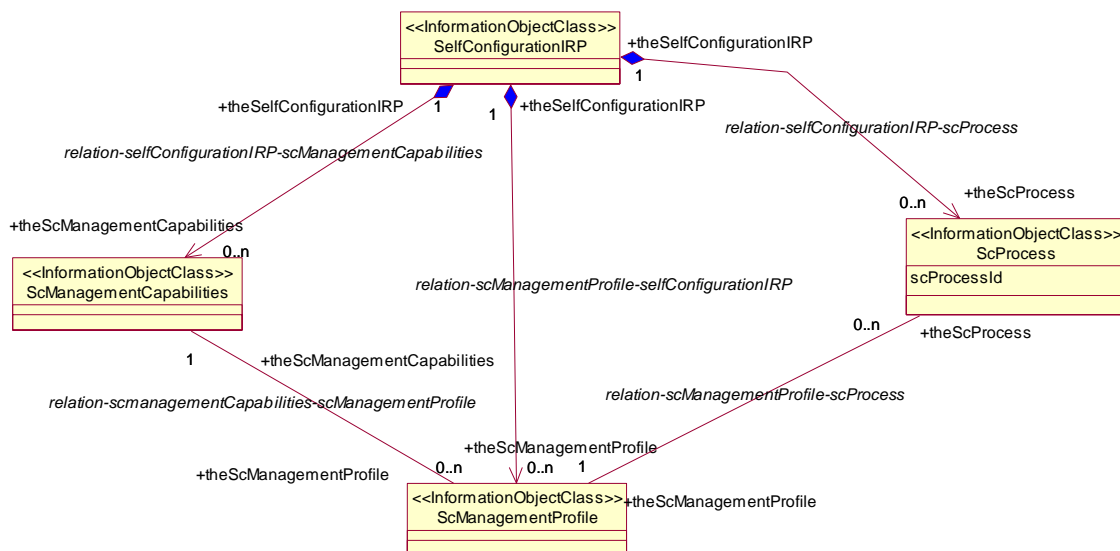 <<InformationObjectClass>>
SelfConfigurationIRP
+theSelfConfigurationIRP
1
+theSelfConfigurationIRP
1
1
+theSelfConfigurationIRP
relation-selfConfigurationIRP-scProcess
relation-selfConfigurationIRP-scManagementCapabilities
+theScProcess
0..n
+theScManagementCapabilities
0..n
<<InformationObjectClass>>
ScProcess
scProcessId
<<InformationObjectClass>>
ScManagementCapabilities
relation-scManagementProfile-selfConfigurationIRP
0..n
+theScProcess
1
+theScManagementCapabilities
relation-scmanagementCapabilities-scManagementProfile
relation-scManagementProfile-scProcess
+theScManagementProfile
0..n
0..n
1
+theScManagementProfile
+theScManagementProfile
<<InformationObjectClass>>
ScManagementProfile